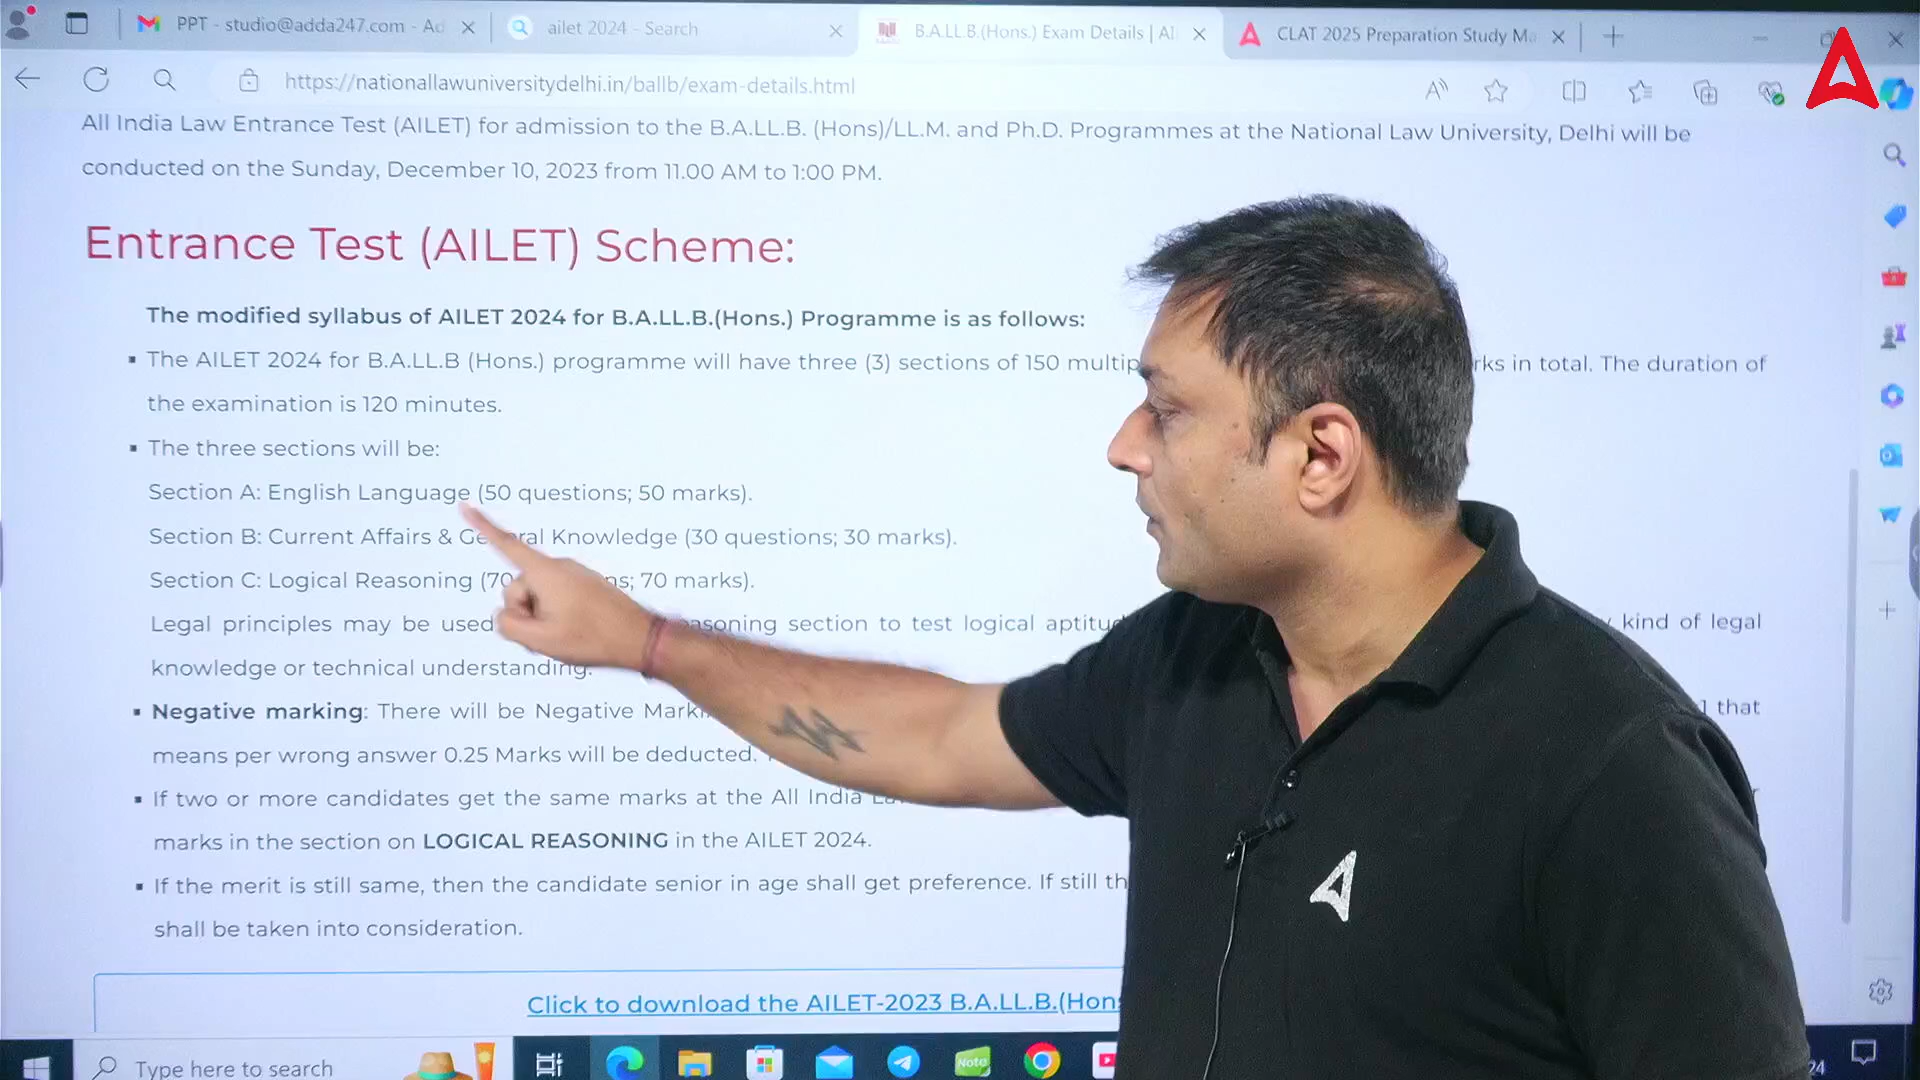 PPT - studio@adda247.com - Ad
ailet 2024 - Search
B.A.LL.B.(Hons.) Exam Details | AI
CLAT 2025 Preparation Study Ma
https://nationallawuniversitydelhi.in/ballb/exam-details.html
All India Law Entrance Test (AILET) for admission to the B.A.LL.B. (Hons)/LL.M. and Ph.D. Programmes at the National Law University, Delhi will be
conducted on the Sunday, December 10, 2023 from 11.00 AM to 1:00 PM.
Entrance Test (AILET) Scheme:
The modified syllabus of AILET 2024 for B.A.LL.B.(Hons.) Programme is as follows:
▪ The AILET 2024 for B.A.LL.B (Hons.) programme will have three (3) sections of 150 multip rks in total. The duration of
the examination is 120 minutes.
▪ The three sections will be:
Section A: English Language (50 questions; 50 marks).
Section B: Current Affairs & General Knowledge (30 questions; 30 marks).
Section C: Logical Reasoning (70 ns; 70 marks).
Legal principles may be used asoning section to test logical aptitud kind of legal
knowledge or technical understanding.
▪ Negative marking: There will be Negative Marki 1 that
means per wrong answer 0.25 Marks will be deducted.
▪ If two or more candidates get the same marks at the All India La
marks in the section on LOGICAL REASONING in the AILET 2024.
▪ If the merit is still same, then the candidate senior in age shall get preference. If still th
shall be taken into consideration.
Click to download the AILET-2023 B.A.LL.B.(Hons
Type here to search
Note
24